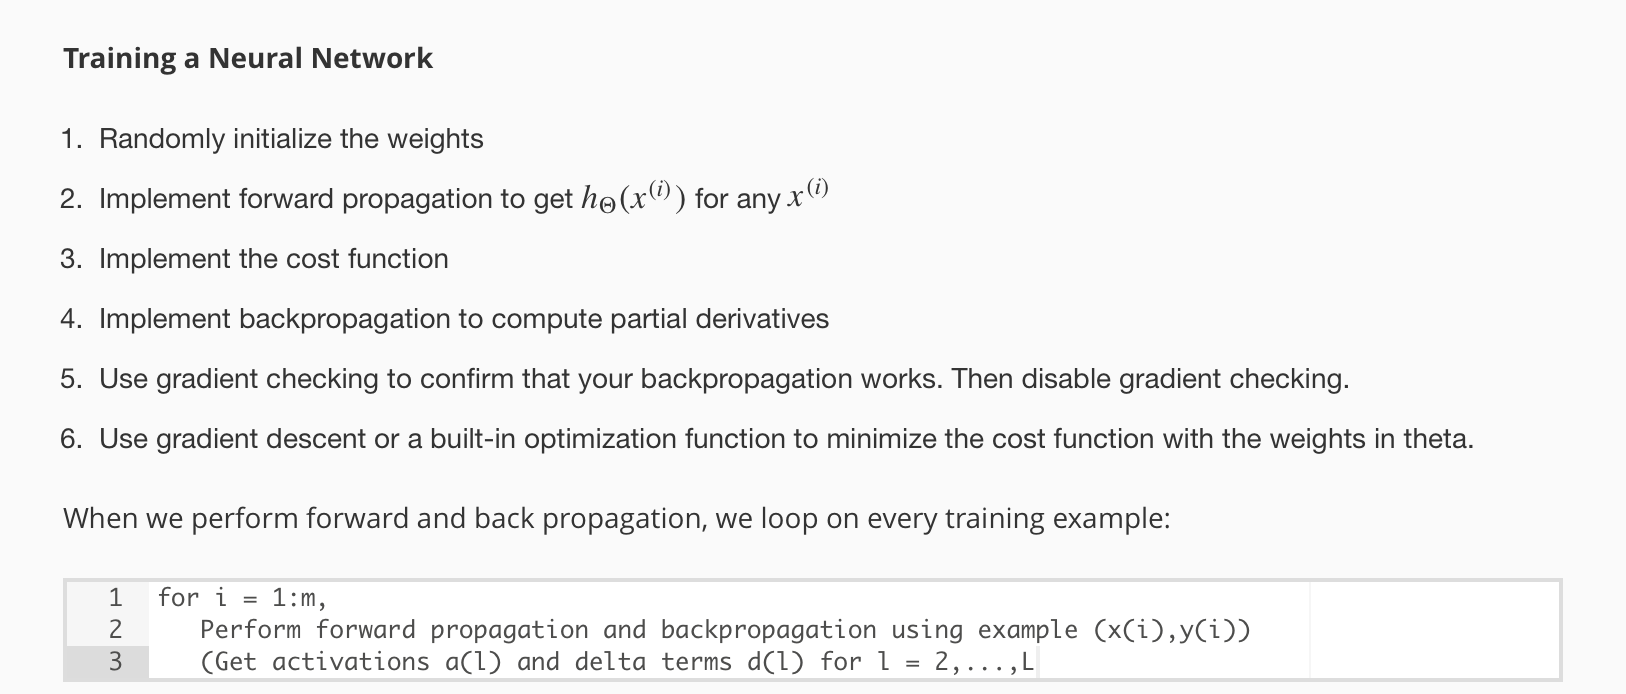 Training a Neural Network
1. Randomly initialize the weights
2. Implement forward propagation to get hΘ(x(i)) for any x(i)
3. Implement the cost function
4. Implement backpropagation to compute partial derivatives
5. Use gradient checking to confirm that your backpropagation works. Then disable gradient checking.
6. Use gradient descent or a built-in optimization function to minimize the cost function with the weights in theta.
When we perform forward and back propagation, we loop on every training example:
1 for i = 1:m,
2 Perform forward propagation and backpropagation using example (x(i),y(i))
3 (Get activations a(l) and delta terms d(l) for l = 2,...,L